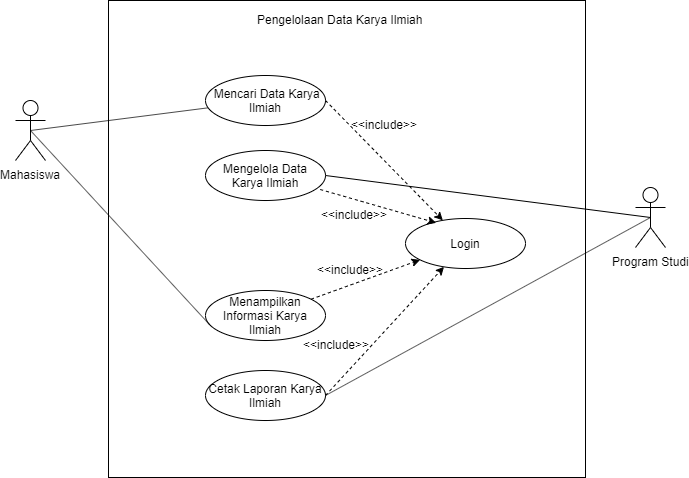 Pengelolaan Data Karya Ilmiah
Mencari Data Karya
Ilmiah
<<include>>
Mahasiswa
Mengelola Data
Karya Ilmiah
<<include>>
Login
Program Studi
<<include>>
Menampilkan
Informasi Karya
Ilmiah
<<include>>
Cetak Laporan Karya
Ilmiah